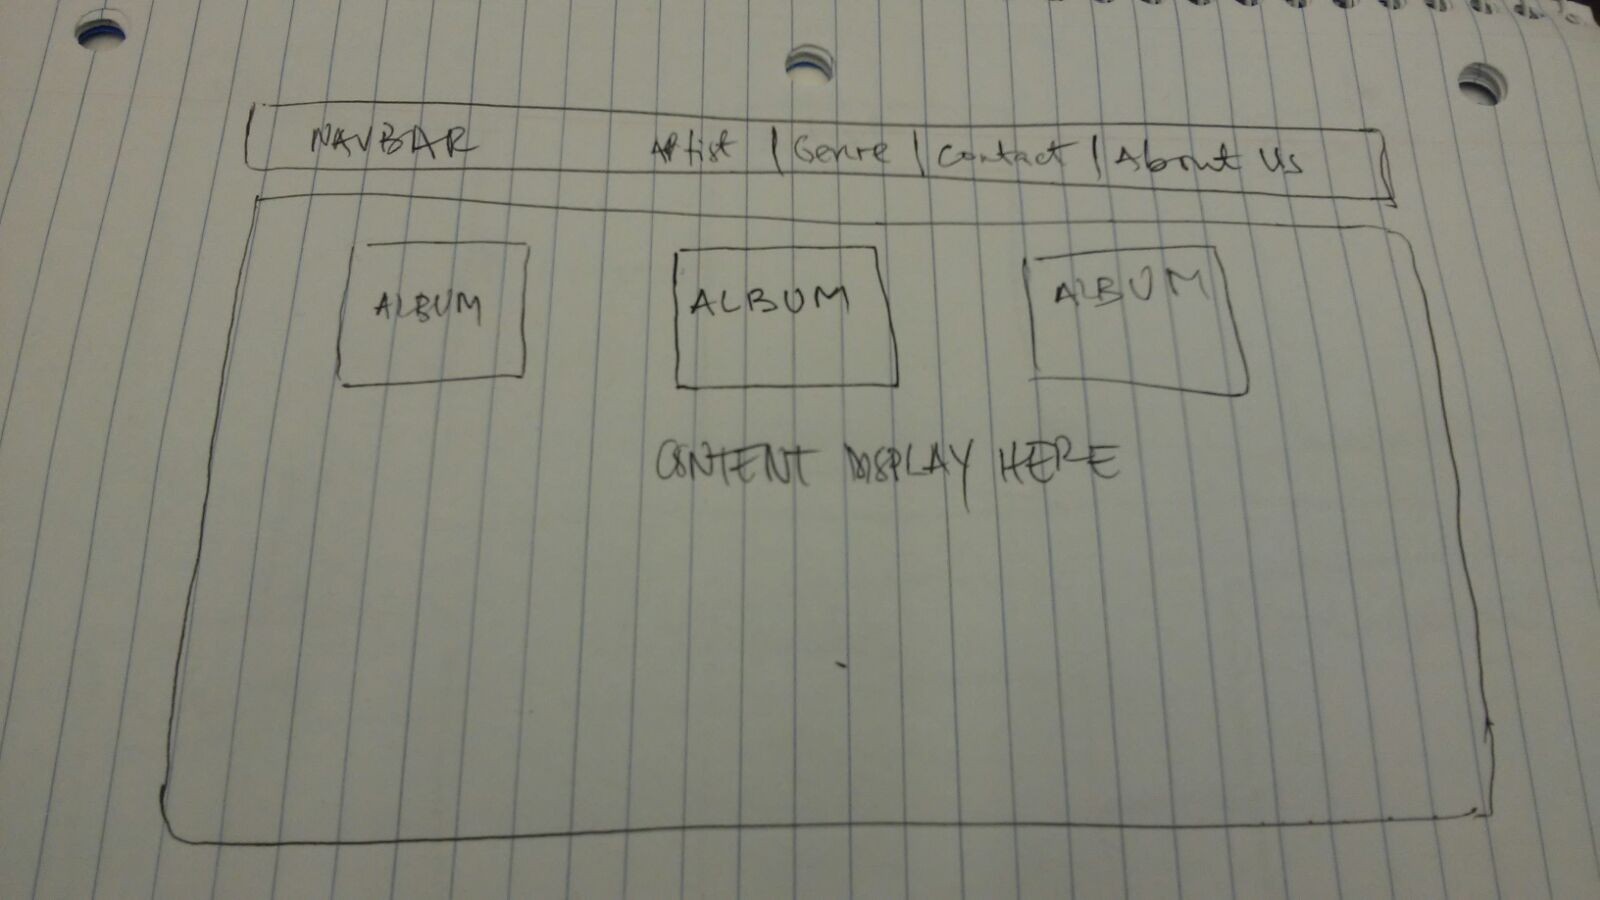 NAVBAR Artist | Genre | Contact | About Us
ALBUM ALBUM ALBUM
CONTENT DISPLAY HERE